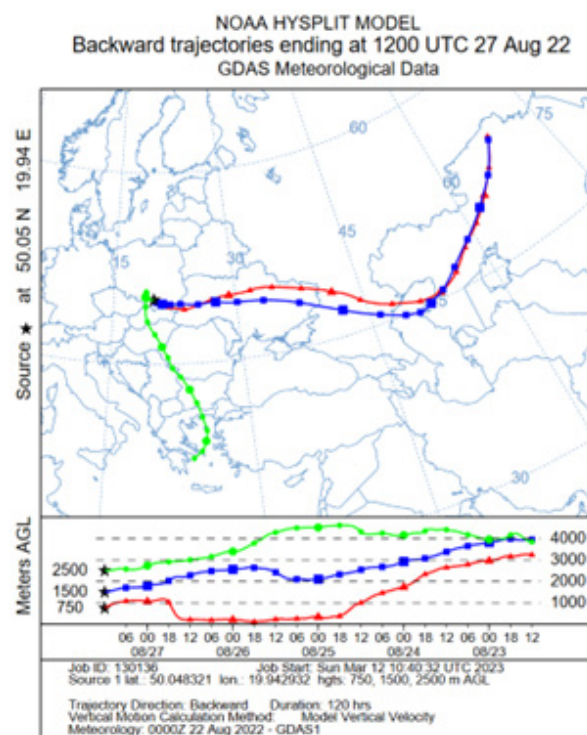 NOAA HYSPLIT MODEL
Backward trajectories ending at 1200 UTC 27 Aug 22
GDAS Meteorological Data
Source ★ at 50.05 N 19.94 E
15
30
45
60
60
75
15
30
Meters AGL
2500
1500
750
4000
3000
2000
1000
06 00 18 12 06 00 18 12 06 00 18 12 06 00 18 12 06 00 18 12
08/27 08/26 08/25 08/24 08/23
Job ID: 130136 Job Start: Sun Mar 12 10:40:32 UTC 2023
Source 1 lat.: 50.048321 lon.: 19.942932 hgts: 750, 1500, 2500 m AGL
Trajectory Direction: Backward Duration: 120 hrs
Vertical Motion Calculation Method: Model Vertical Velocity
Meteorology: 0000Z 22 Aug 2022 - GDAS1